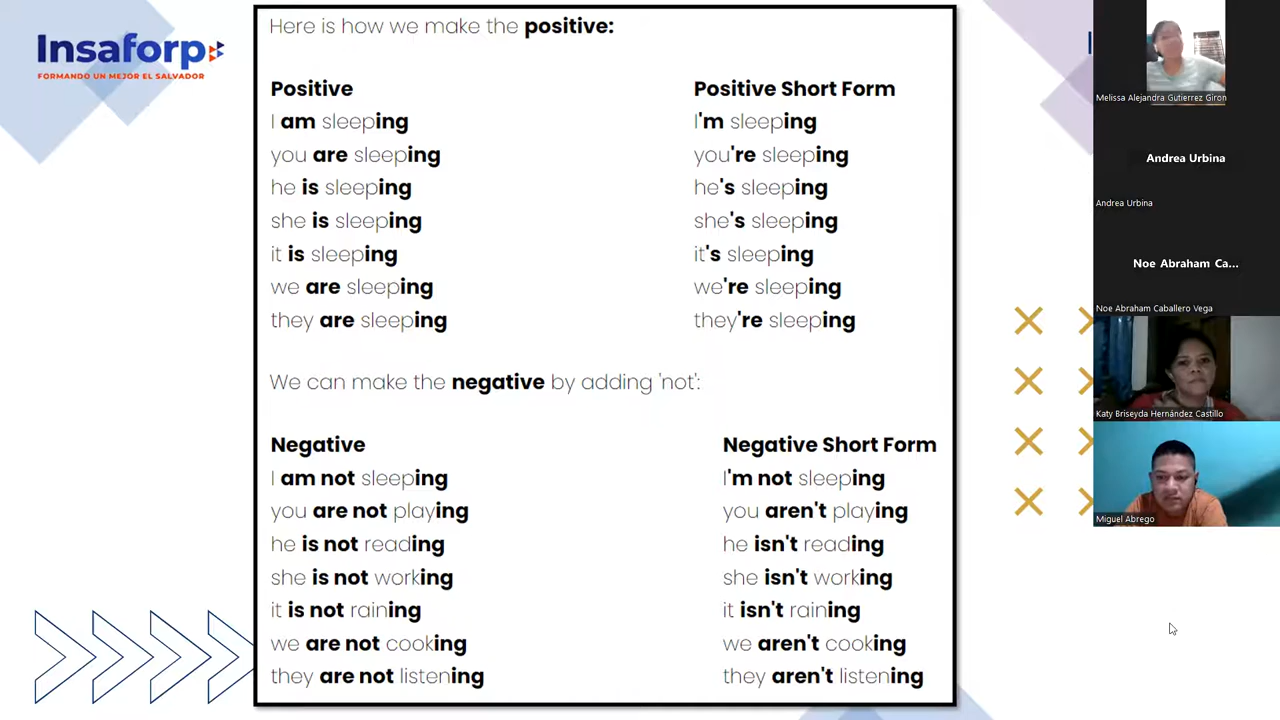 Insaforp
FORMANDO UN MEJOR EL SALVADOR
Here is how we make the positive:
Positive
I am sleeping
you are sleeping
he is sleeping
she is sleeping
it is sleeping
we are sleeping
they are sleeping
Positive Short Form
I'm sleeping
you're sleeping
he's sleeping
she's sleeping
it's sleeping
we're sleeping
they're sleeping
We can make the negative by adding 'not':
Negative
I am not sleeping
you are not playing
he is not reading
she is not working
it is not raining
we are not cooking
they are not listening
Negative Short Form
I'm not sleeping
you aren't playing
he isn't reading
she isn't working
it isn't raining
we aren't cooking
they aren't listening
Melissa Alejandra Gutierrez Giron
Andrea Urbina
Andrea Urbina
Noe Abraham Ca...
Noe Abraham Caballero Vega
Katy Briseyda Hernández Castillo
Miguel Abrego